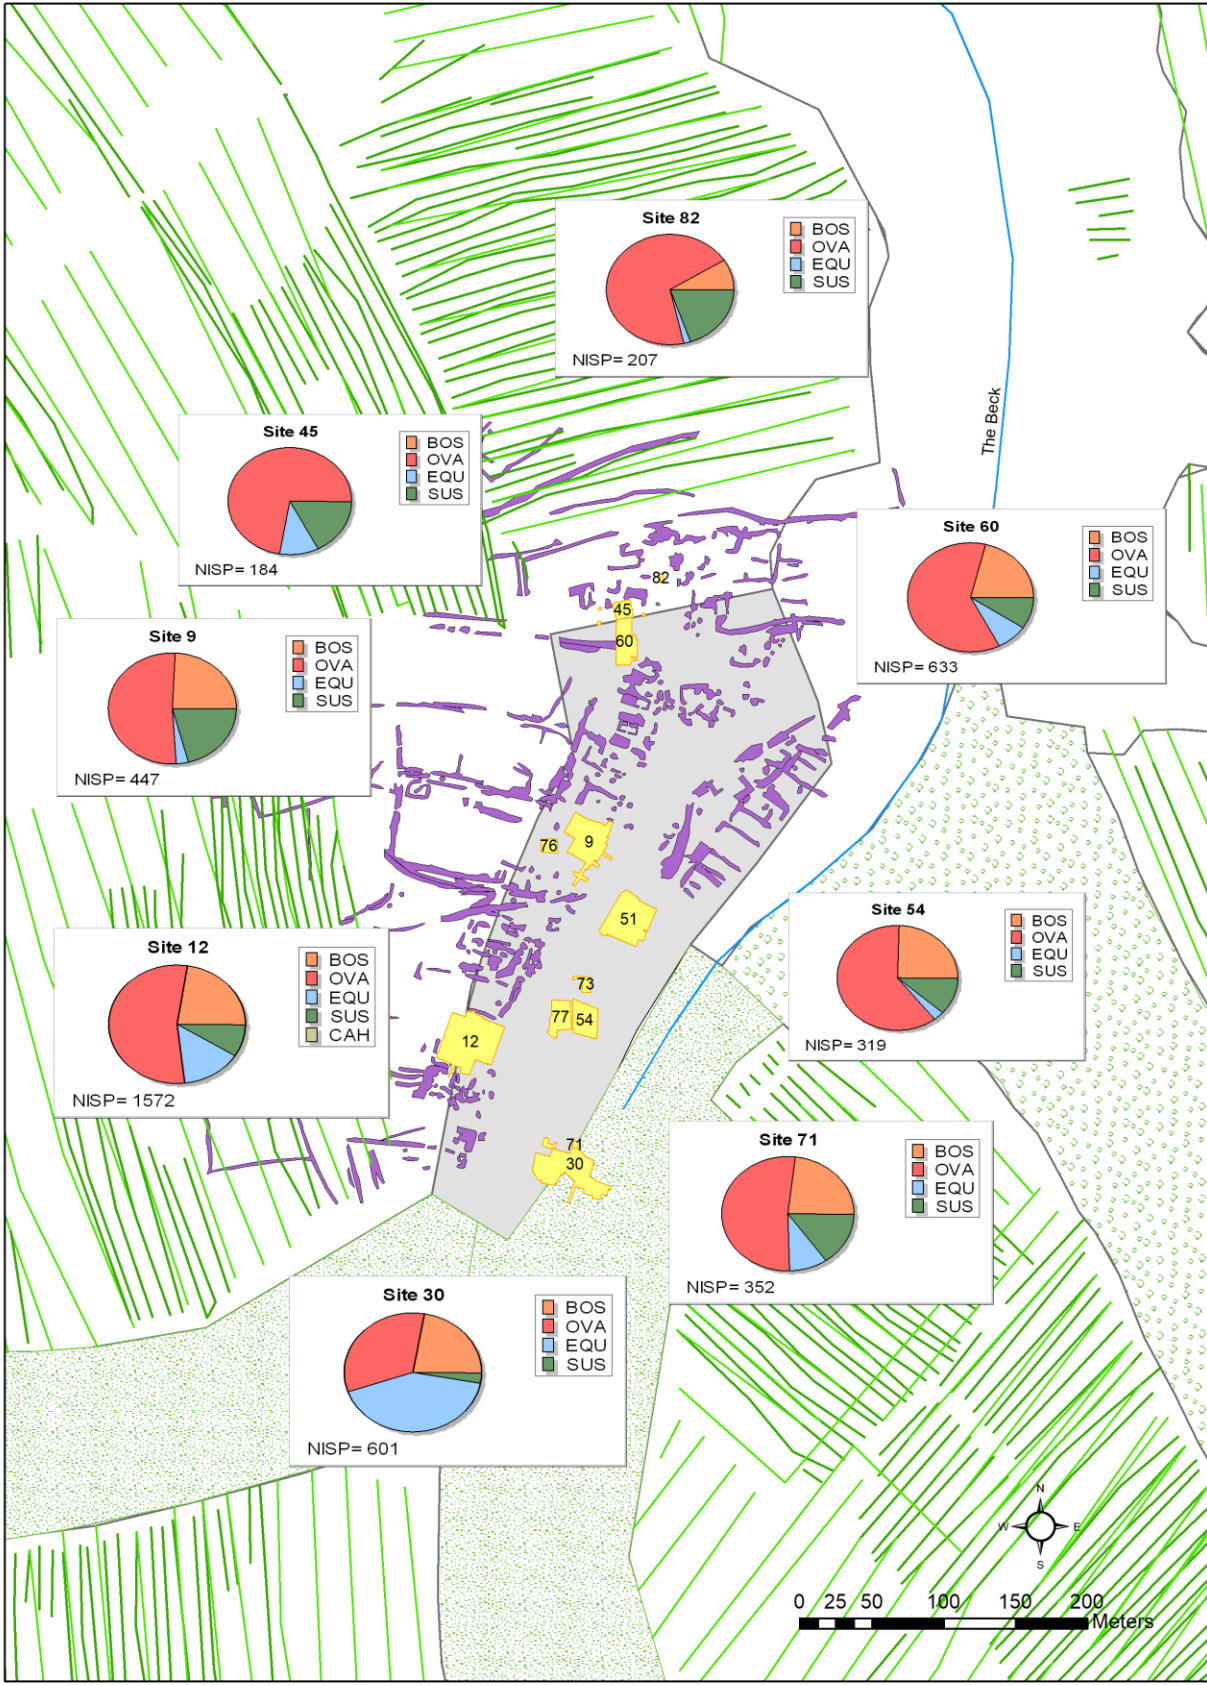 Site 82
BOS
OVA
EQU
SUS
NISP= 207
The Beck
Site 45
BOS
OVA
EQU
SUS
NISP= 184
Site 60
BOS
OVA
EQU
SUS
NISP= 633
82
45
60
Site 9
BOS
OVA
EQU
SUS
NISP= 447
76
9
51
Site 54
BOS
OVA
EQU
SUS
NISP= 319
Site 12
BOS
OVA
EQU
SUS
CAH
NISP= 1572
73
77
54
12
71
30
Site 71
BOS
OVA
EQU
SUS
NISP= 352
Site 30
BOS
OVA
EQU
SUS
NISP= 601
N
W E
S
0 25 50 100 150 200
Meters